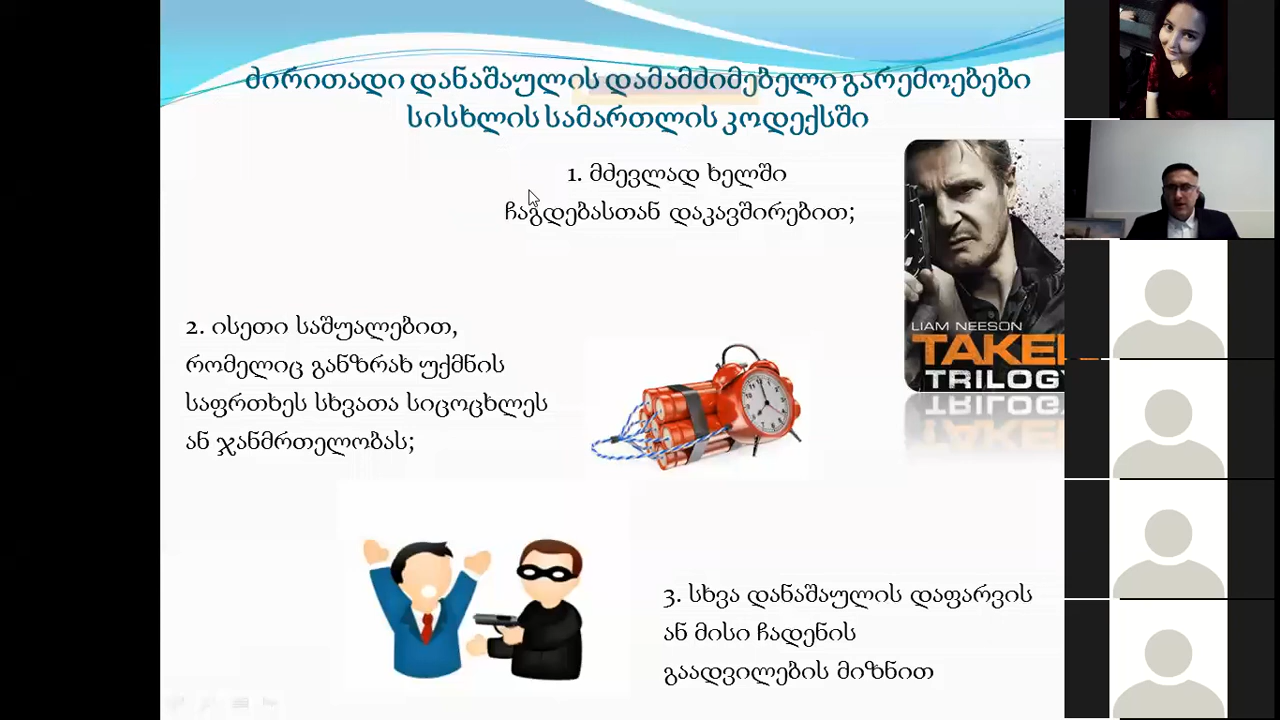 ძირითადი დანაშაულის დამამძიმებელი გარემოებები
სისხლის სამართლის კოდექსში
1. მძევლად ხელში
ჩაგდებასთან დაკავშირებით;
LIAM NEESON
TAKEN
TRILOGY
2. ისეთი საშუალებით,
რომელიც განზრახ უქმნის
საფრთხეს სხვათა სიცოცხლეს
ან ჯანმრთელობას;
3. სხვა დანაშაულის დაფარვის
ან მისი ჩადენის
გაადვილების მიზნით